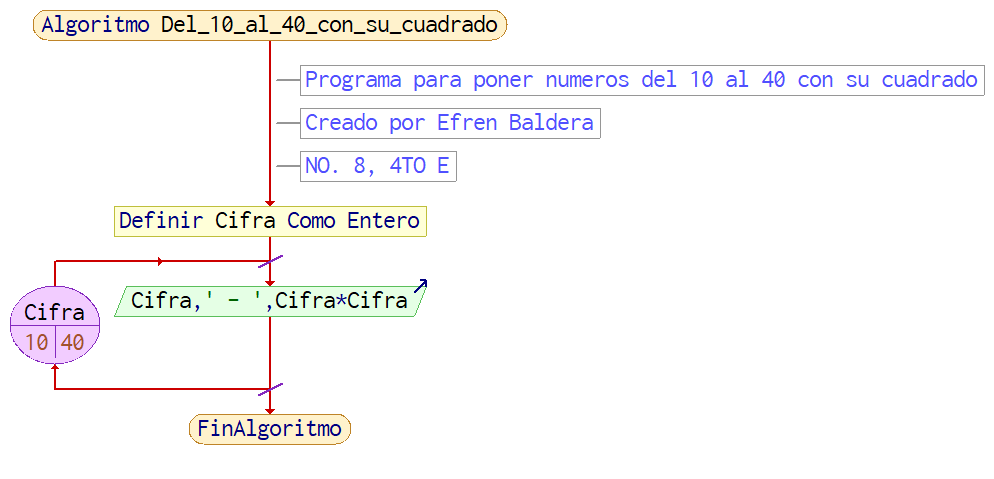 Algoritmo Del_10_al_40_con_su_cuadrado
Programa para poner numeros del 10 al 40 con su cuadrado
Creado por Efren Baldera
NO. 8, 4TO E
Definir Cifra Como Entero
Cifra,' - ',Cifra*Cifra
Cifra
10 40
FinAlgoritmo